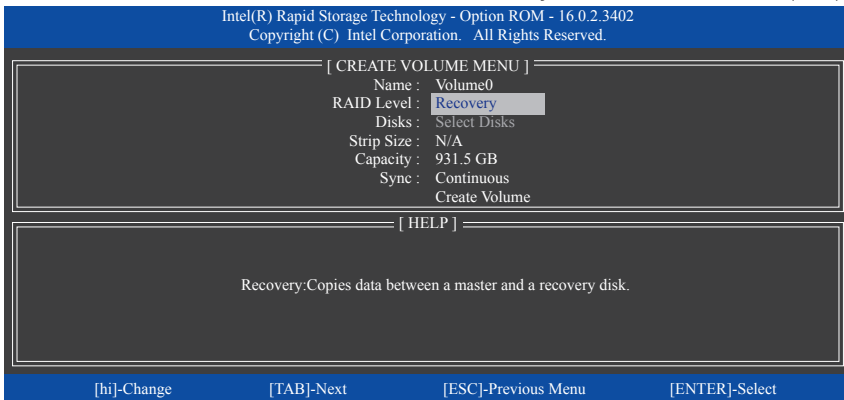 Intel(R) Rapid Storage Technology - Option ROM - 16.0.2.3402
Copyright (C) Intel Corporation. All Rights Reserved.
[ CREATE VOLUME MENU ]
Name : Volume0
RAID Level : Recovery
Disks : Select Disks
Strip Size : N/A
Capacity : 931.5 GB
Sync : Continuous
Create Volume
[ HELP ]
Recovery:Copies data between a master and a recovery disk.
[hi]-Change [TAB]-Next [ESC]-Previous Menu [ENTER]-Select